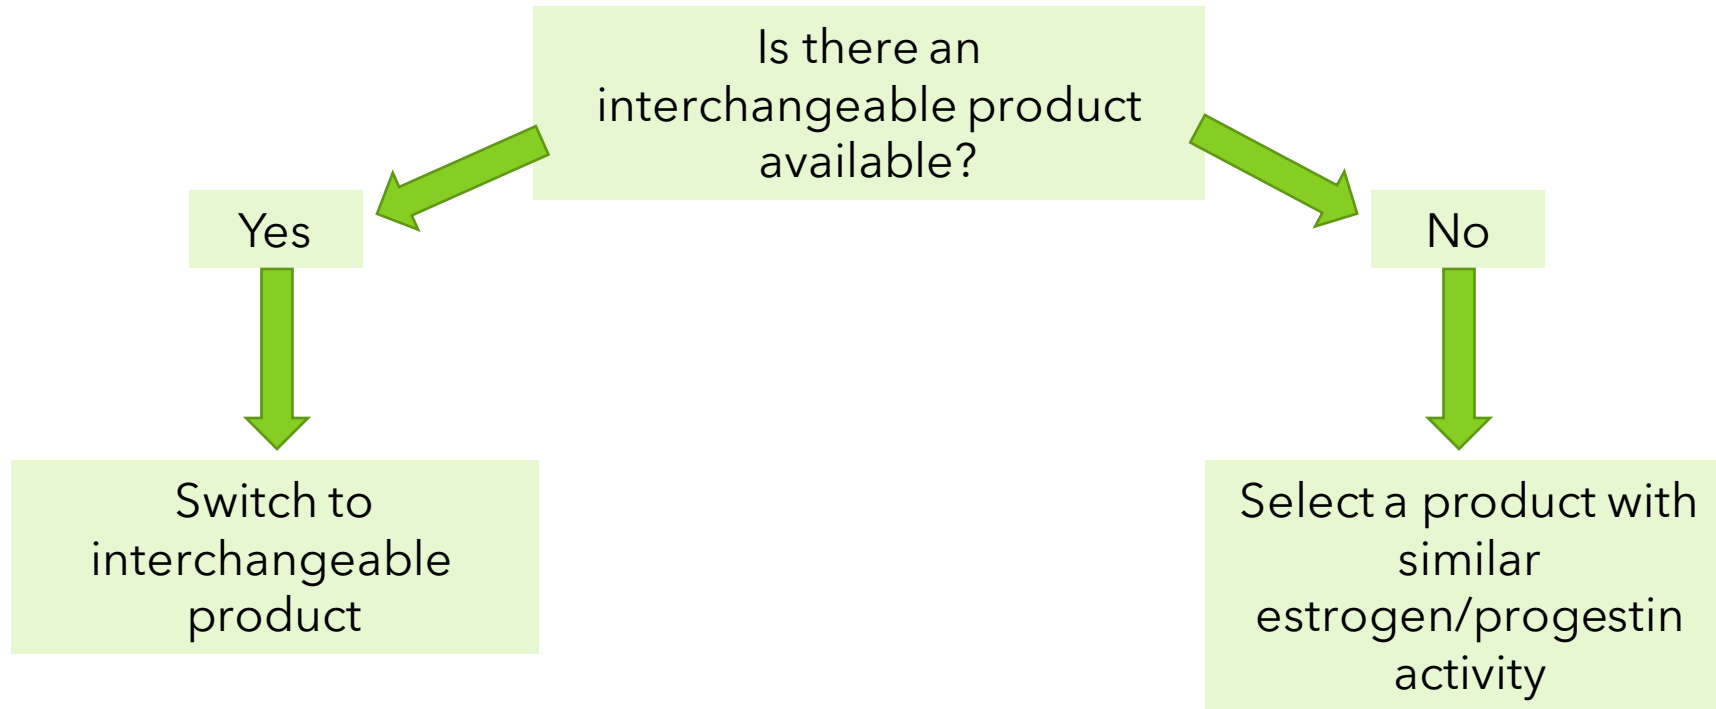 Is there an
interchangeable product
available?
Yes
No
Switch to
interchangeable
product
Select a product with
similar
estrogen/progestin
activity